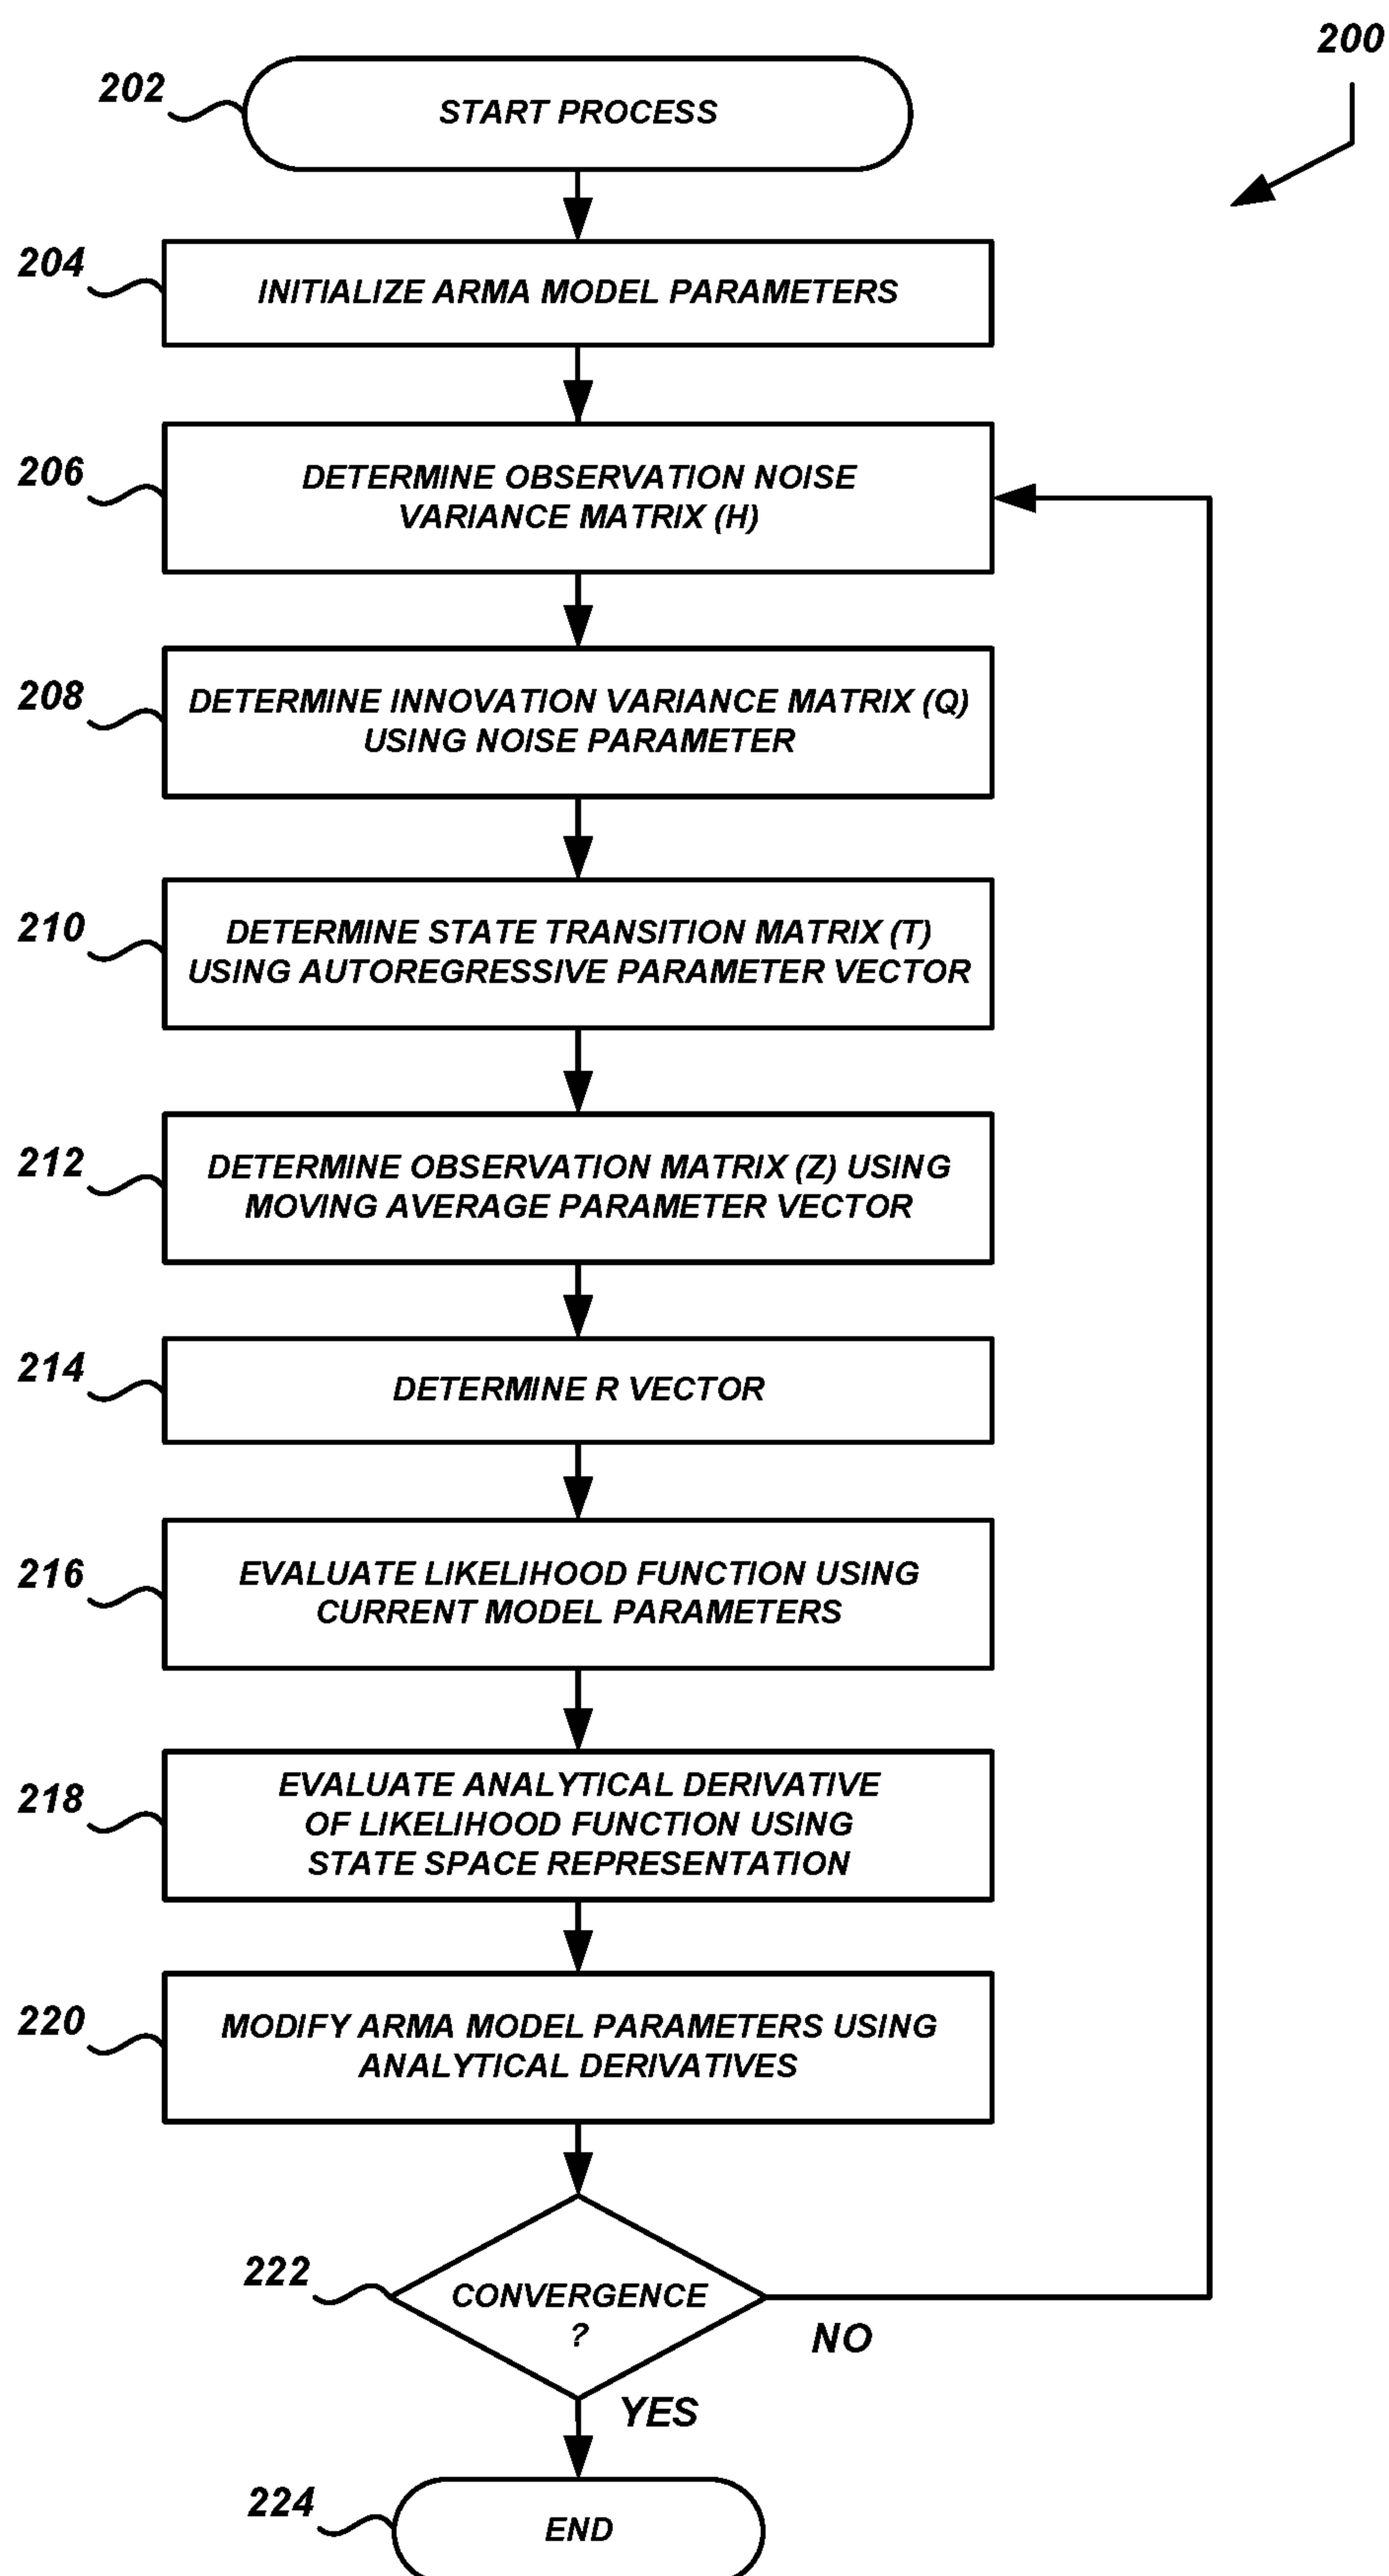 200
202
START PROCESS
204
INITIALIZE ARMA MODEL PARAMETERS
206
DETERMINE OBSERVATION NOISE
VARIANCE MATRIX (H)
208
DETERMINE INNOVATION VARIANCE MATRIX (Q)
USING NOISE PARAMETER
210
DETERMINE STATE TRANSITION MATRIX (T)
USING AUTOREGRESSIVE PARAMETER VECTOR
212
DETERMINE OBSERVATION MATRIX (Z) USING
MOVING AVERAGE PARAMETER VECTOR
214
DETERMINE R VECTOR
216
EVALUATE LIKELIHOOD FUNCTION USING
CURRENT MODEL PARAMETERS
218
EVALUATE ANALYTICAL DERIVATIVE
OF LIKELIHOOD FUNCTION USING
STATE SPACE REPRESENTATION
220
MODIFY ARMA MODEL PARAMETERS USING
ANALYTICAL DERIVATIVES
222
CONVERGENCE
?
NO
YES
224
END